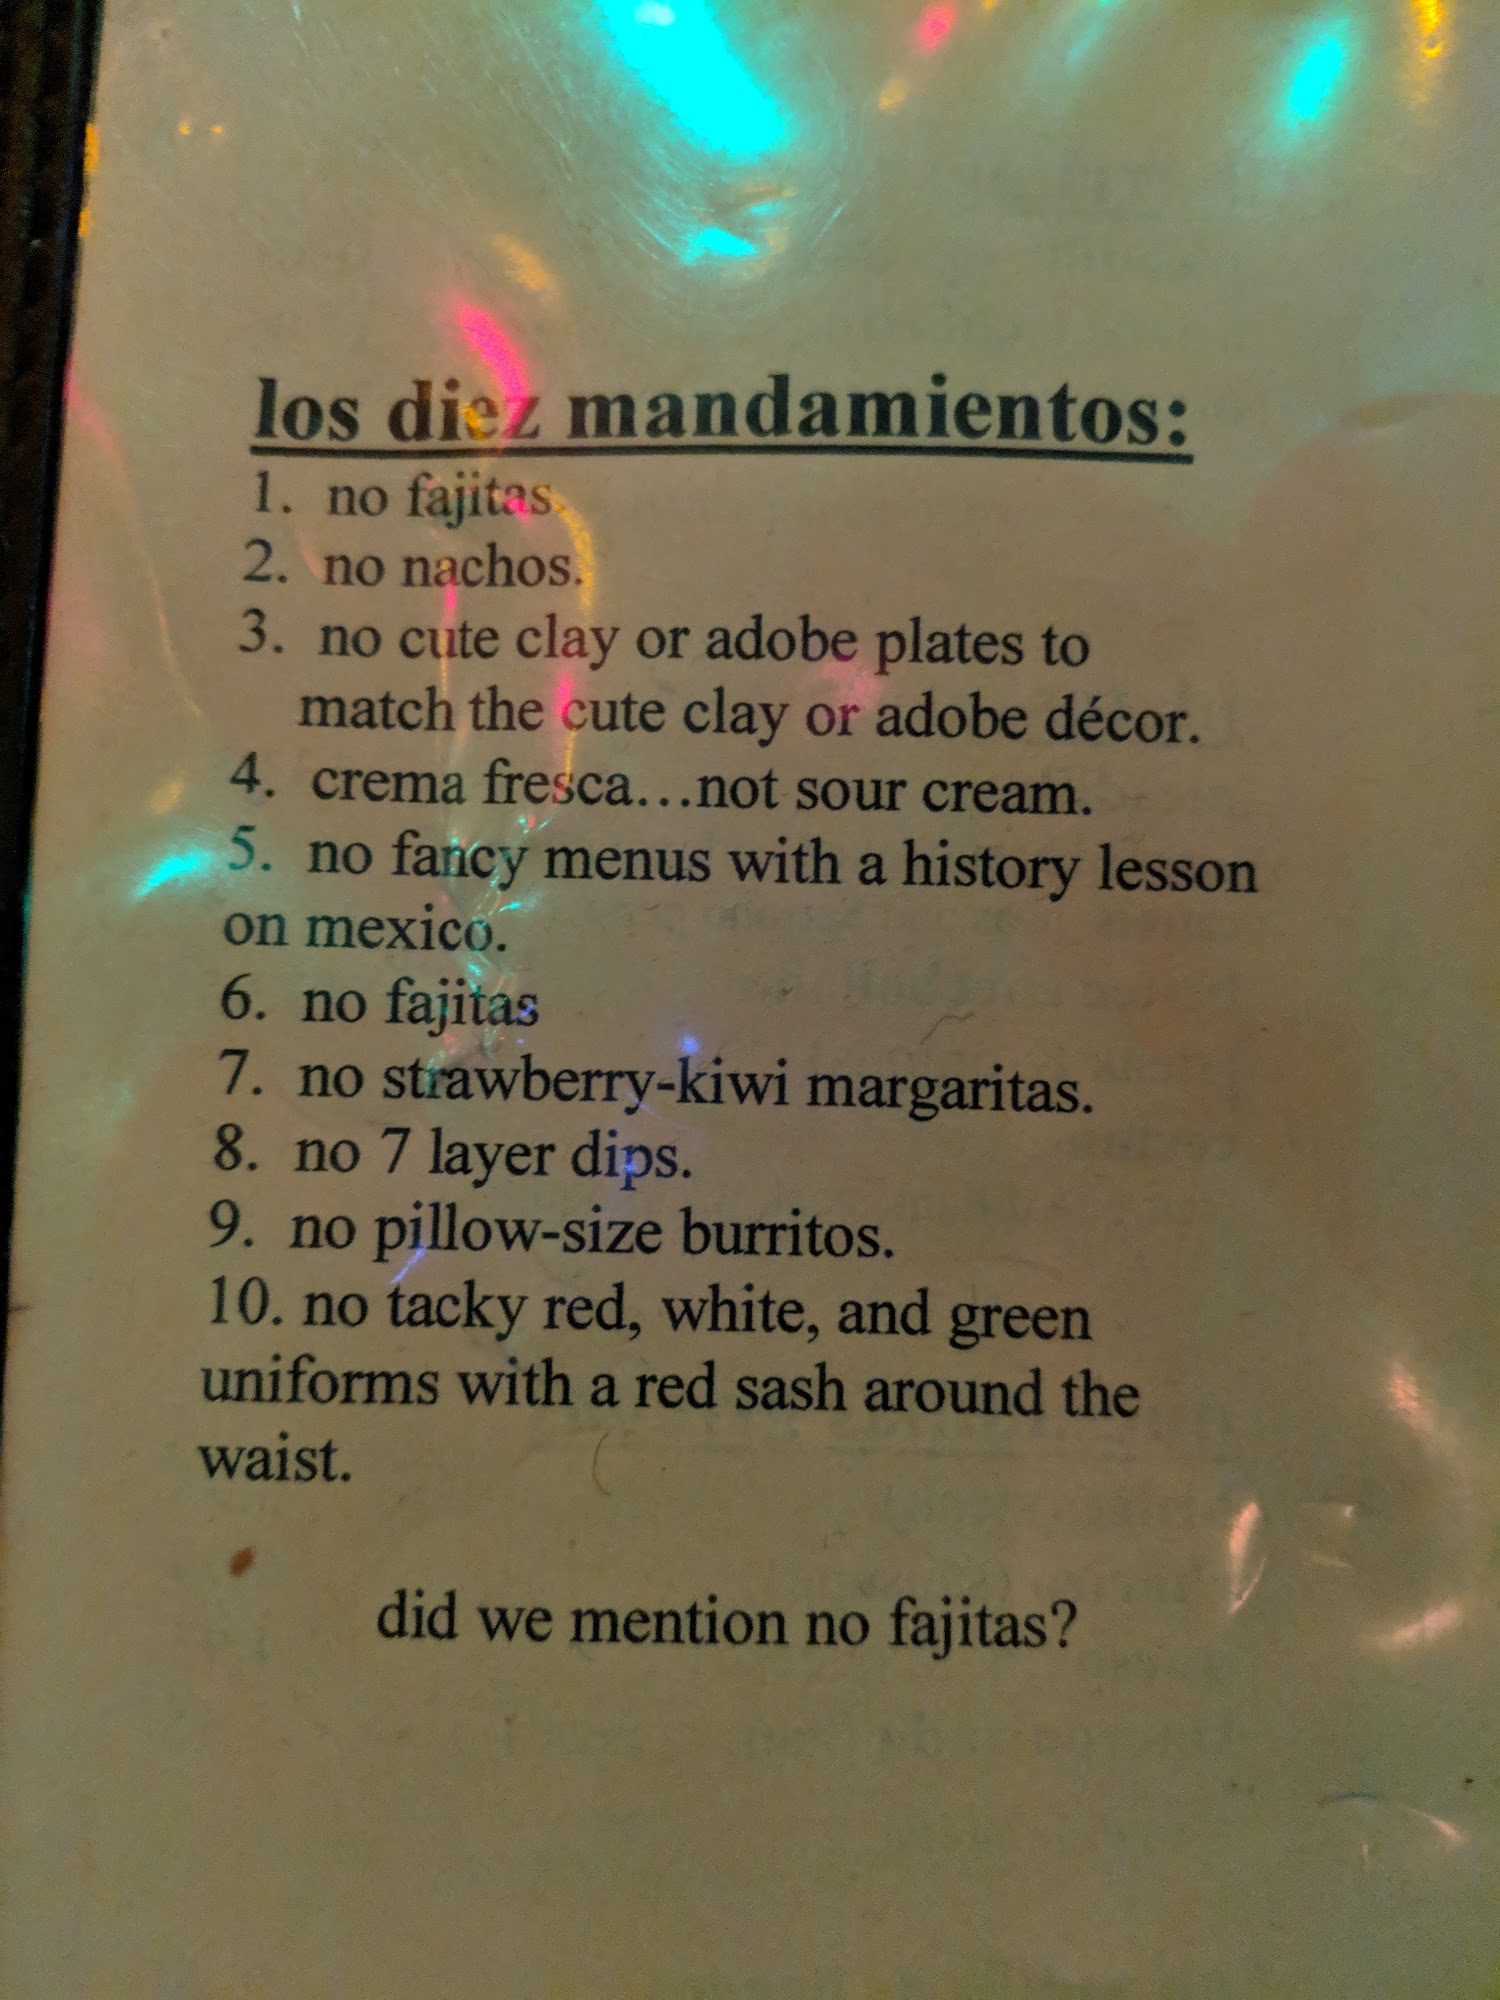 los diez mandamientos:
1. no fajitas.
2. no nachos.
3. no cute clay or adobe plates to
match the cute clay or adobe décor.
4. crema fresca...not sour cream.
5. no fancy menus with a history lesson
on mexico.
6. no fajitas
7. no strawberry-kiwi margaritas.
8. no 7 layer dips.
9. no pillow-size burritos.
10. no tacky red, white, and green
uniforms with a red sash around the
waist.
did we mention no fajitas?